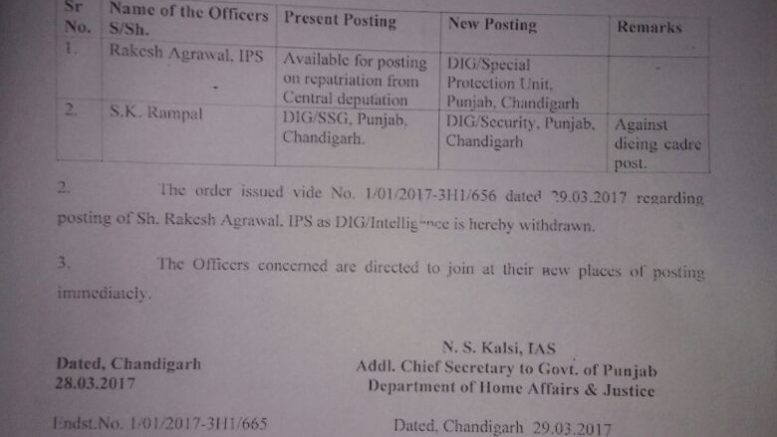 Sr Name of the Officers Present Posting New Posting Remarks
No. S/Sh.
1. Rakesh Agrawal, IPS Available for posting DIG/Special
on repatriation from Protection Unit,
Central deputation Punjab, Chandigarh
2. S.K. Rampal DIG/SSG, Punjab, DIG/Security, Punjab, Against
Chandigarh. Chandigarh dieing cadre
post.
2. The order issued vide No. 1/01/2017-3H1/656 dated 29.03.2017 regarding
posting of Sh. Rakesh Agrawal, IPS as DIG/Intelligence is hereby withdrawn.
3. The Officers concerned are directed to join at their new places of posting
immediately.
N. S. Kalsi, IAS
Dated, Chandigarh Addl. Chief Secretary to Govt. of Punjab
28.03.2017 Department of Home Affairs & Justice
Endst.No. 1/01/2017-3H1/665 Dated, Chandigarh 29.03.2017